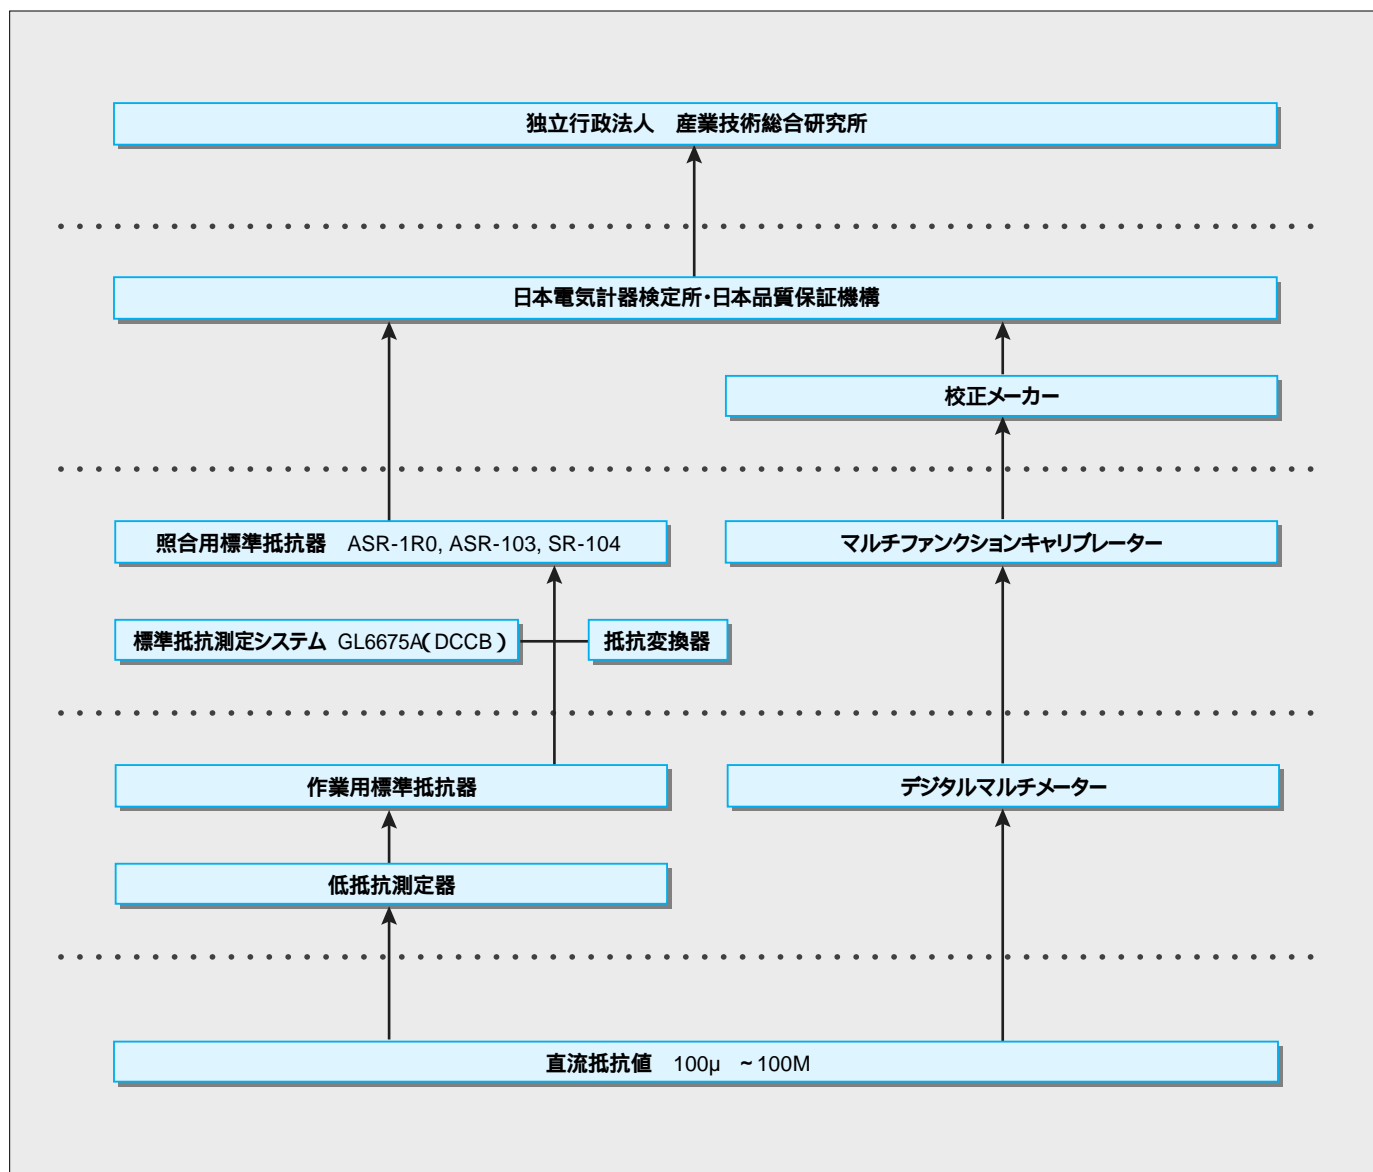 独立行政法人　産業技術総合研究所
日本電気計器検定所・日本品質保証機構
校正メーカー
照合用標準抵抗器　ASR-1R0, ASR-103, SR-104
マルチファンクションキャリブレーター
標準抵抗測定システム GL6675A(DCCB)
抵抗変換器
作業用標準抵抗器
デジタルマルチメーター
低抵抗測定器
直流抵抗値　100μ　~100M